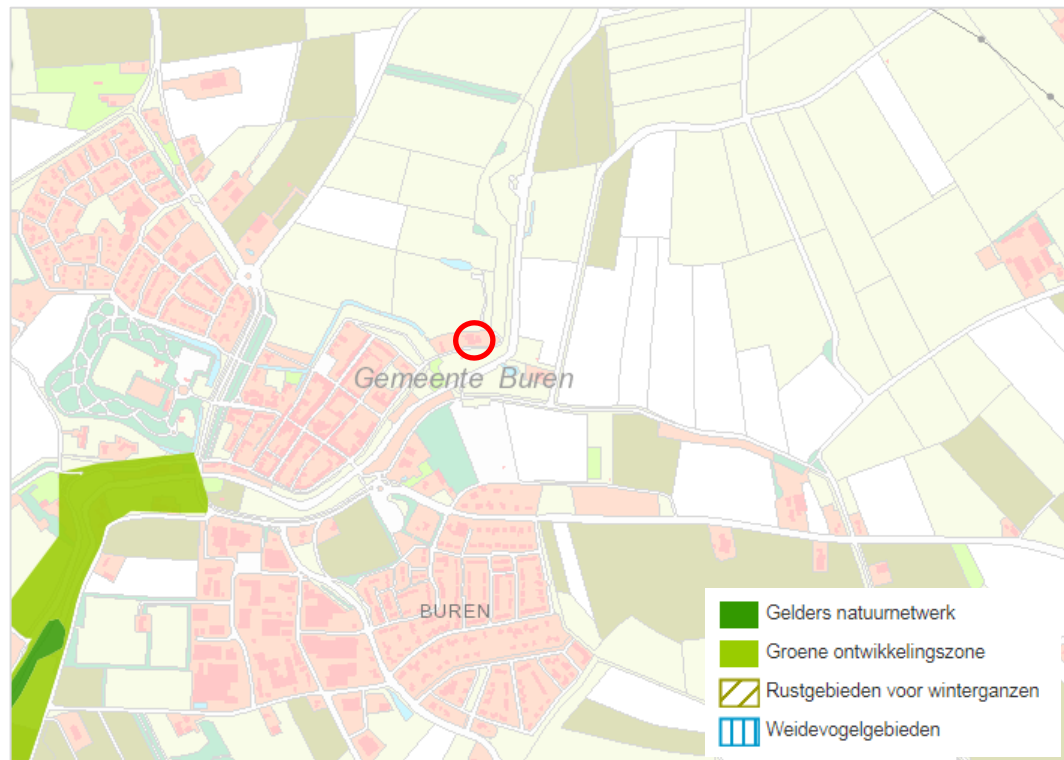 Gemeente Buren
BUREN
Gelders natuurnetwerk
Groene ontwikkelingszone
Rustgebieden voor winterganzen
Weidevogelgebieden